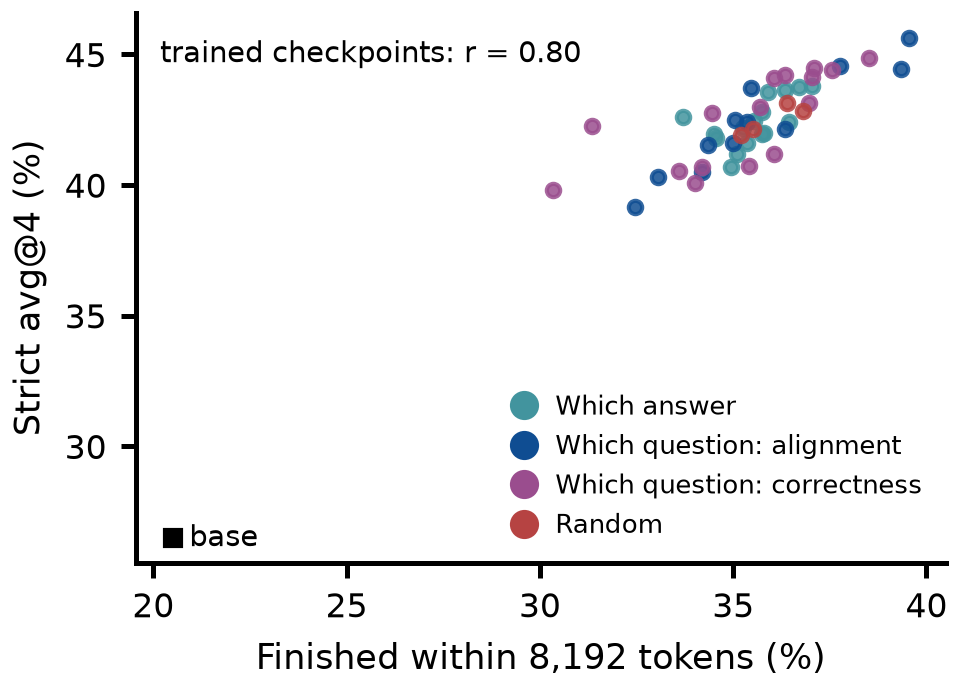 trained checkpoints: r = 0.80
45
40
35
30
Strict avg@4 (%)
Which answer
Which question: alignment
Which question: correctness
Random
base
20
25
30
35
40
Finished within 8,192 tokens (%)